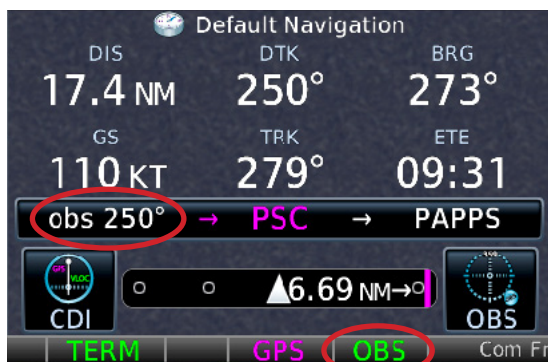 Default Navigation
DIS DTK BRG
17.4 NM 250° 273°
GS TRK ETE
110 KT 279° 09:31
obs 250° → PSC → PAPPS
GPS VLOC
6.69 NM→
CDI OBS
TERM GPS OBS Com Fr